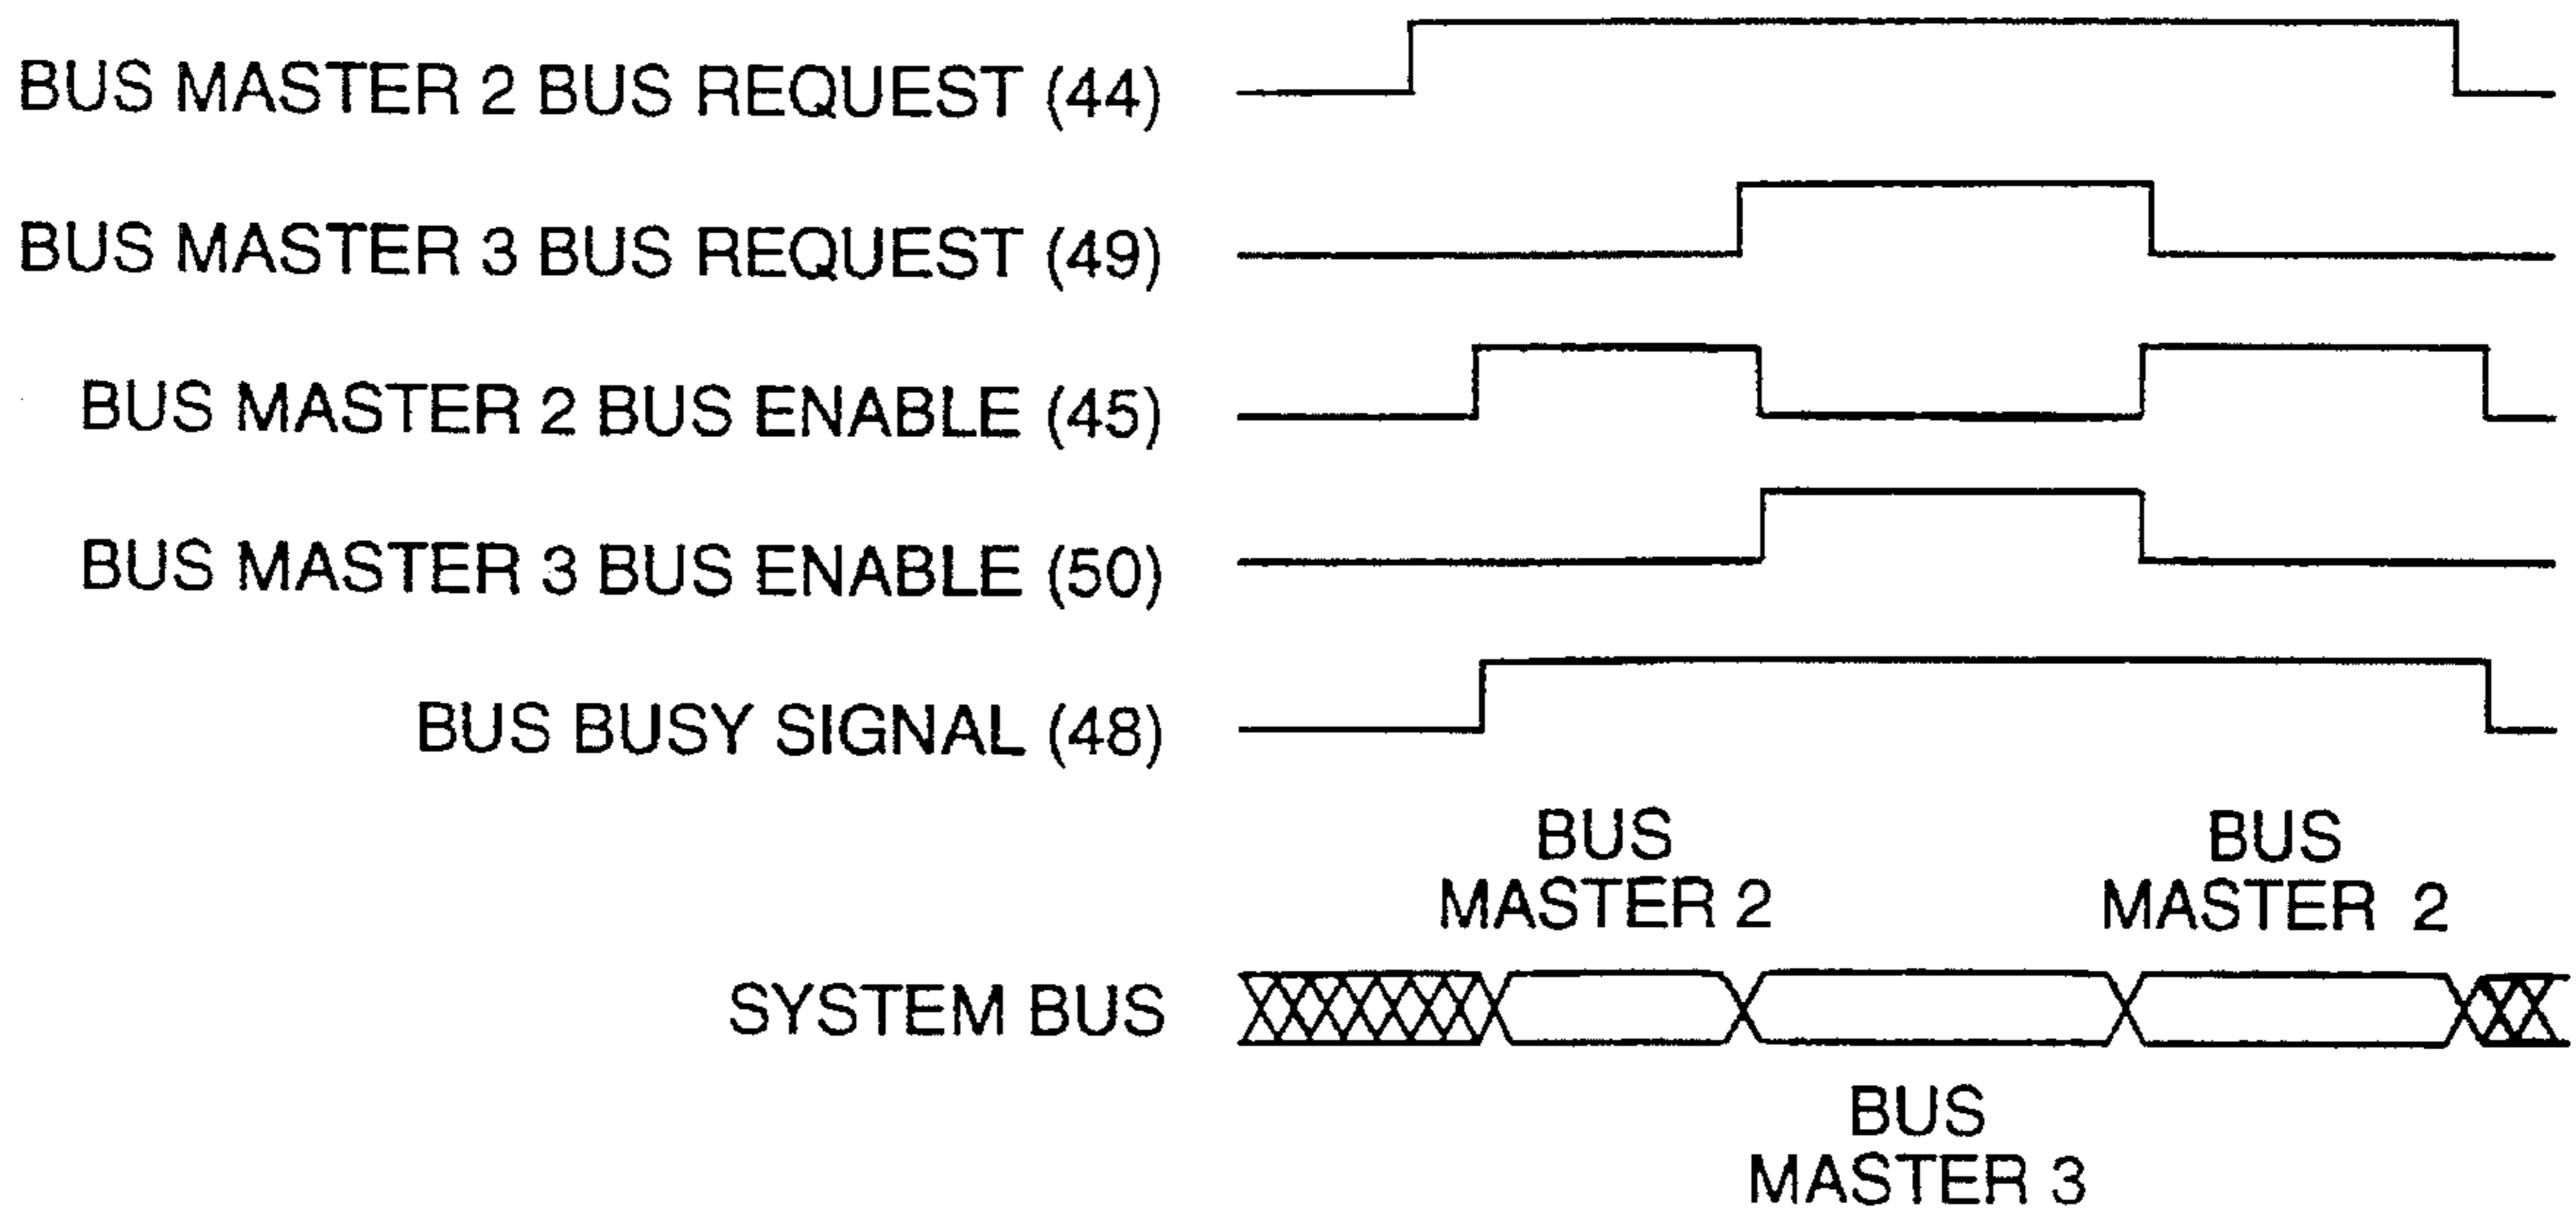 BUS MASTER 2 BUS REQUEST (44)
BUS MASTER 3 BUS REQUEST (49)
BUS MASTER 2 BUS ENABLE (45)
BUS MASTER 3 BUS ENABLE (50)
BUS BUSY SIGNAL (48)
BUS
MASTER 2
BUS
MASTER 2
SYSTEM BUS
BUS
MASTER 3